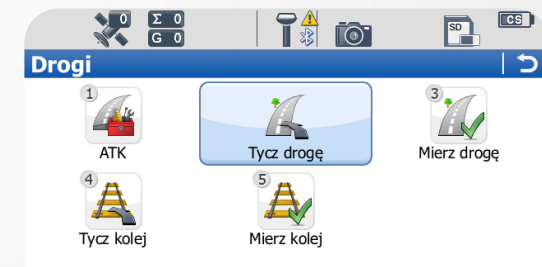 0 Σ 0
G 0
SD
CS
Drogi
1 3
ATK Tycz drogę Mierz drogę
4 5
Tycz kolej Mierz kolej